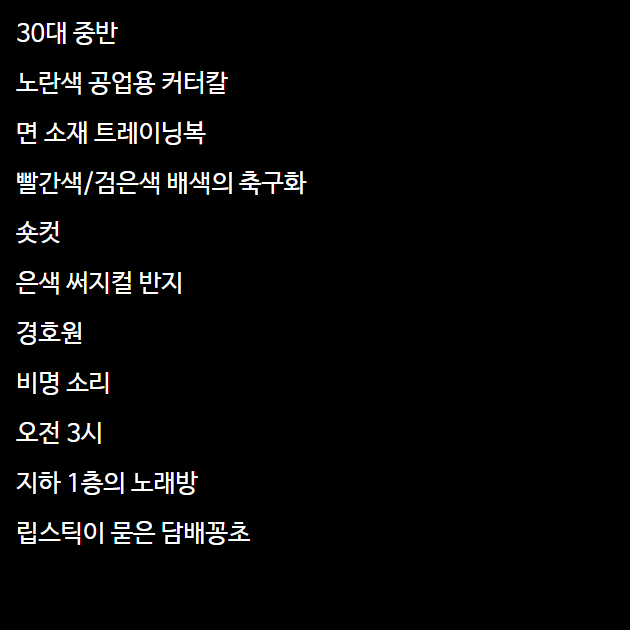 30대 중반
노란색 공업용 커터칼
면 소재 트레이닝복
빨간색/검은색 배색의 축구화
숏컷
은색 써지컬 반지
경호원
비명 소리
오전 3시
지하 1층의 노래방
립스틱이 묻은 담배꽁초